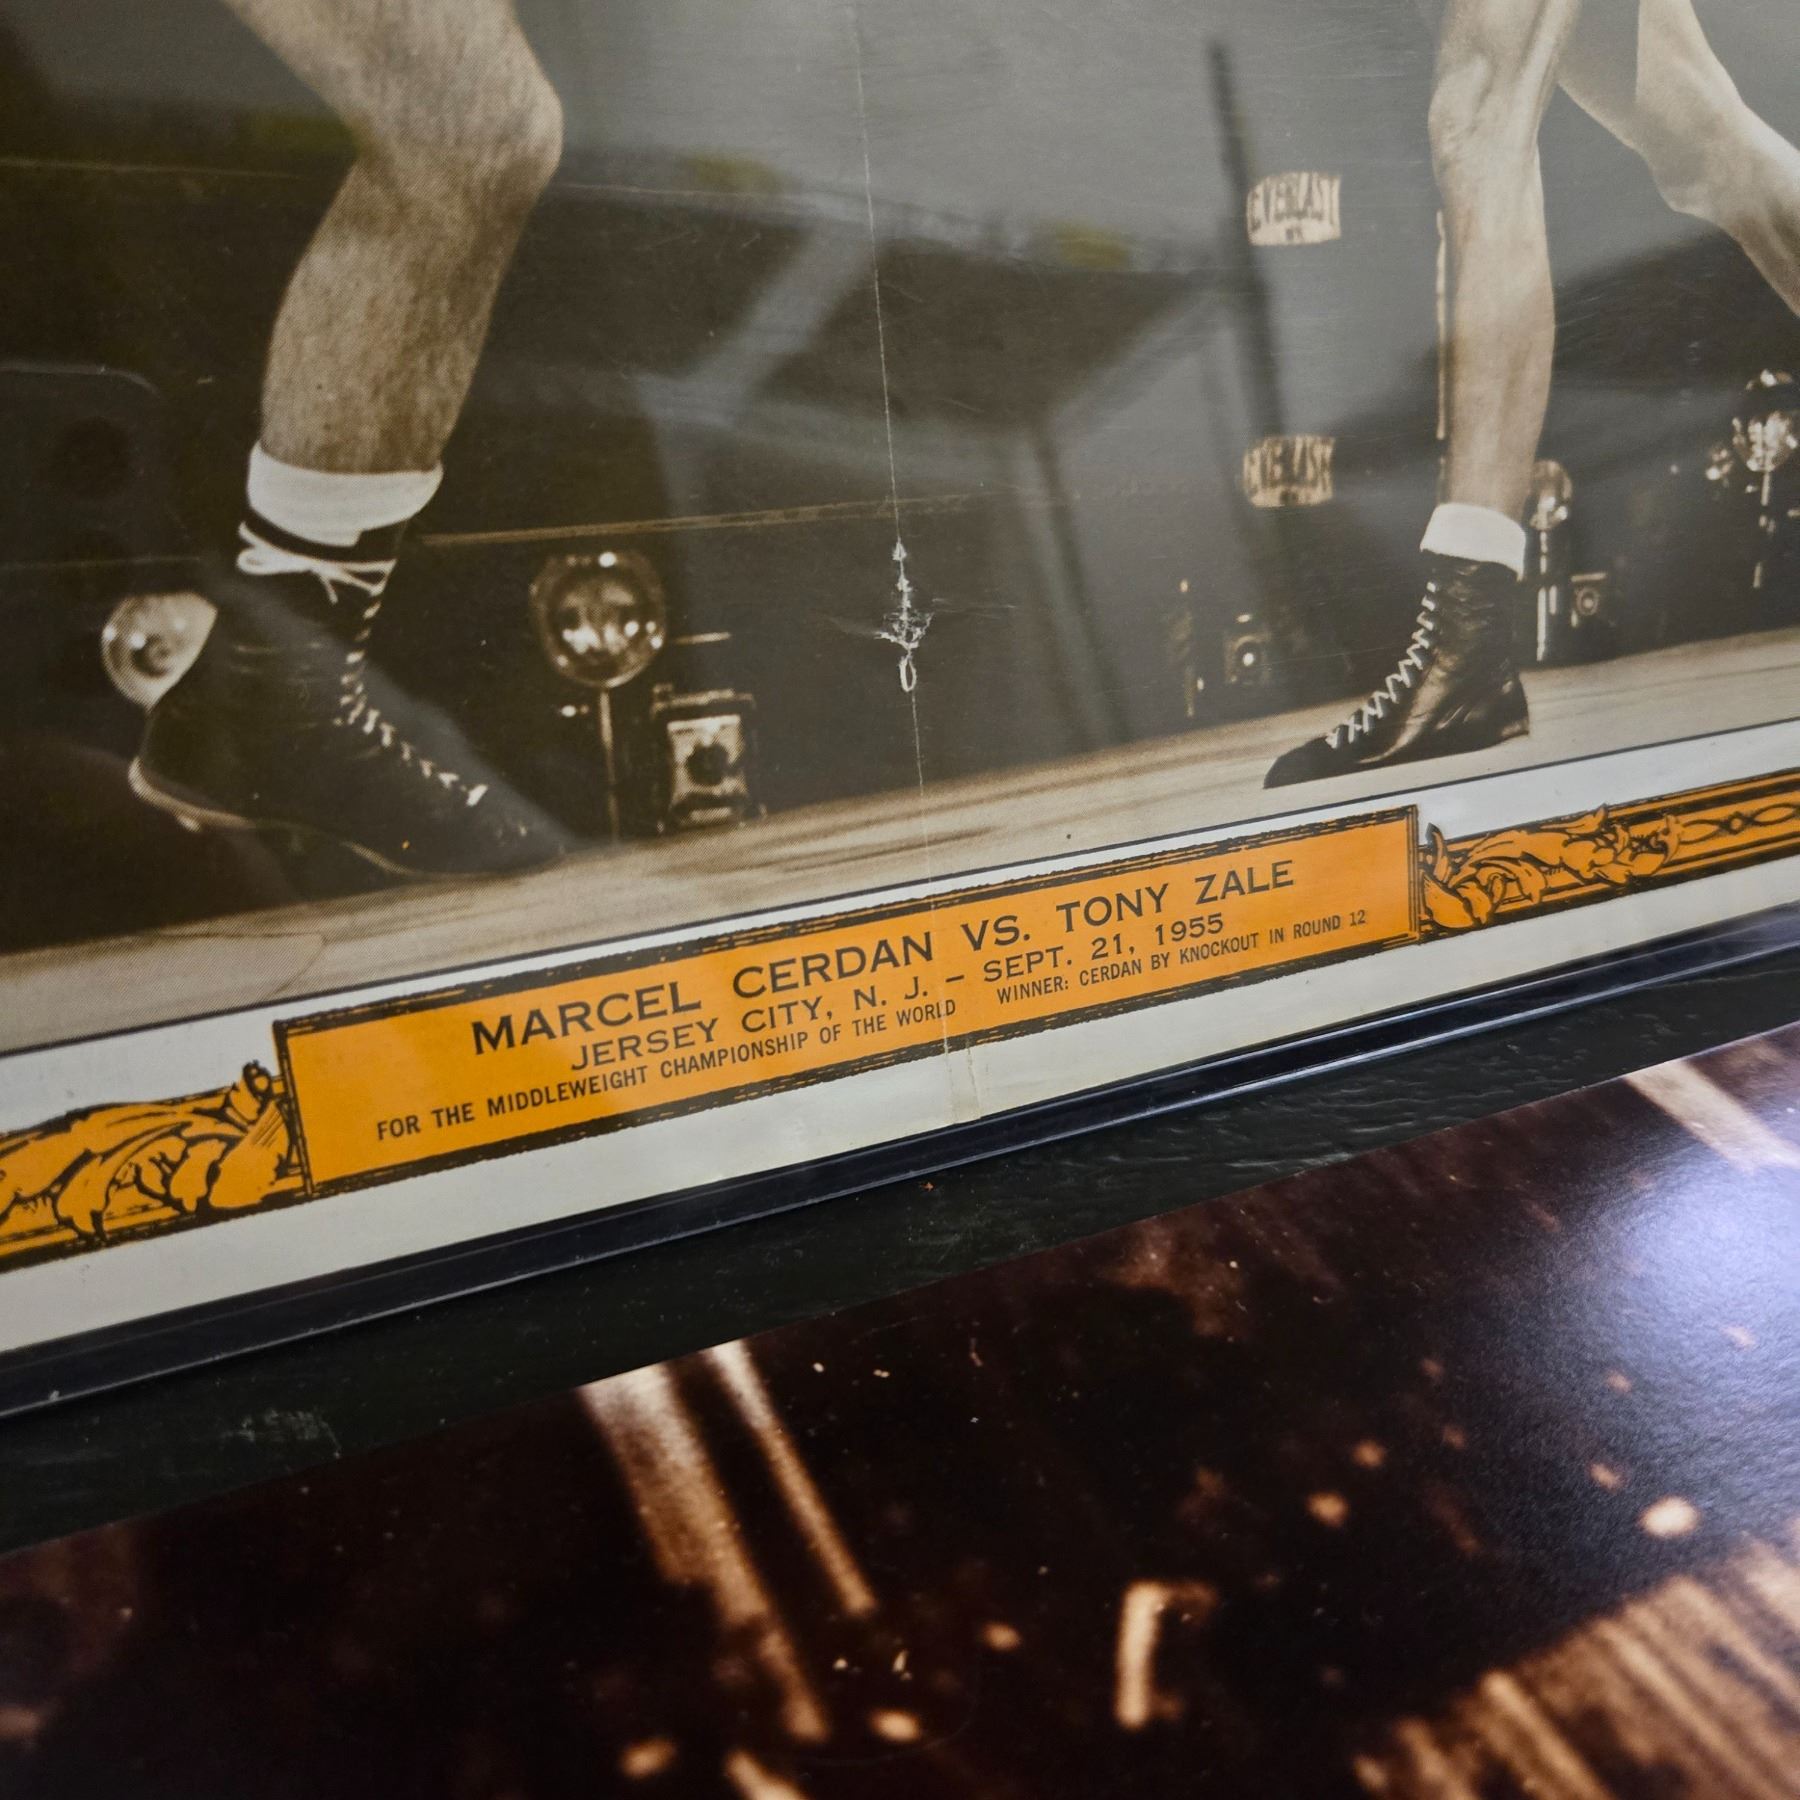 EVERLAST
N.Y.
EVERLAST
MARCEL CERDAN VS. TONY ZALE
JERSEY CITY, N. J. – SEPT. 21, 1955
FOR THE MIDDLEWEIGHT CHAMPIONSHIP OF THE WORLD WINNER: CERDAN BY KNOCKOUT IN ROUND 12